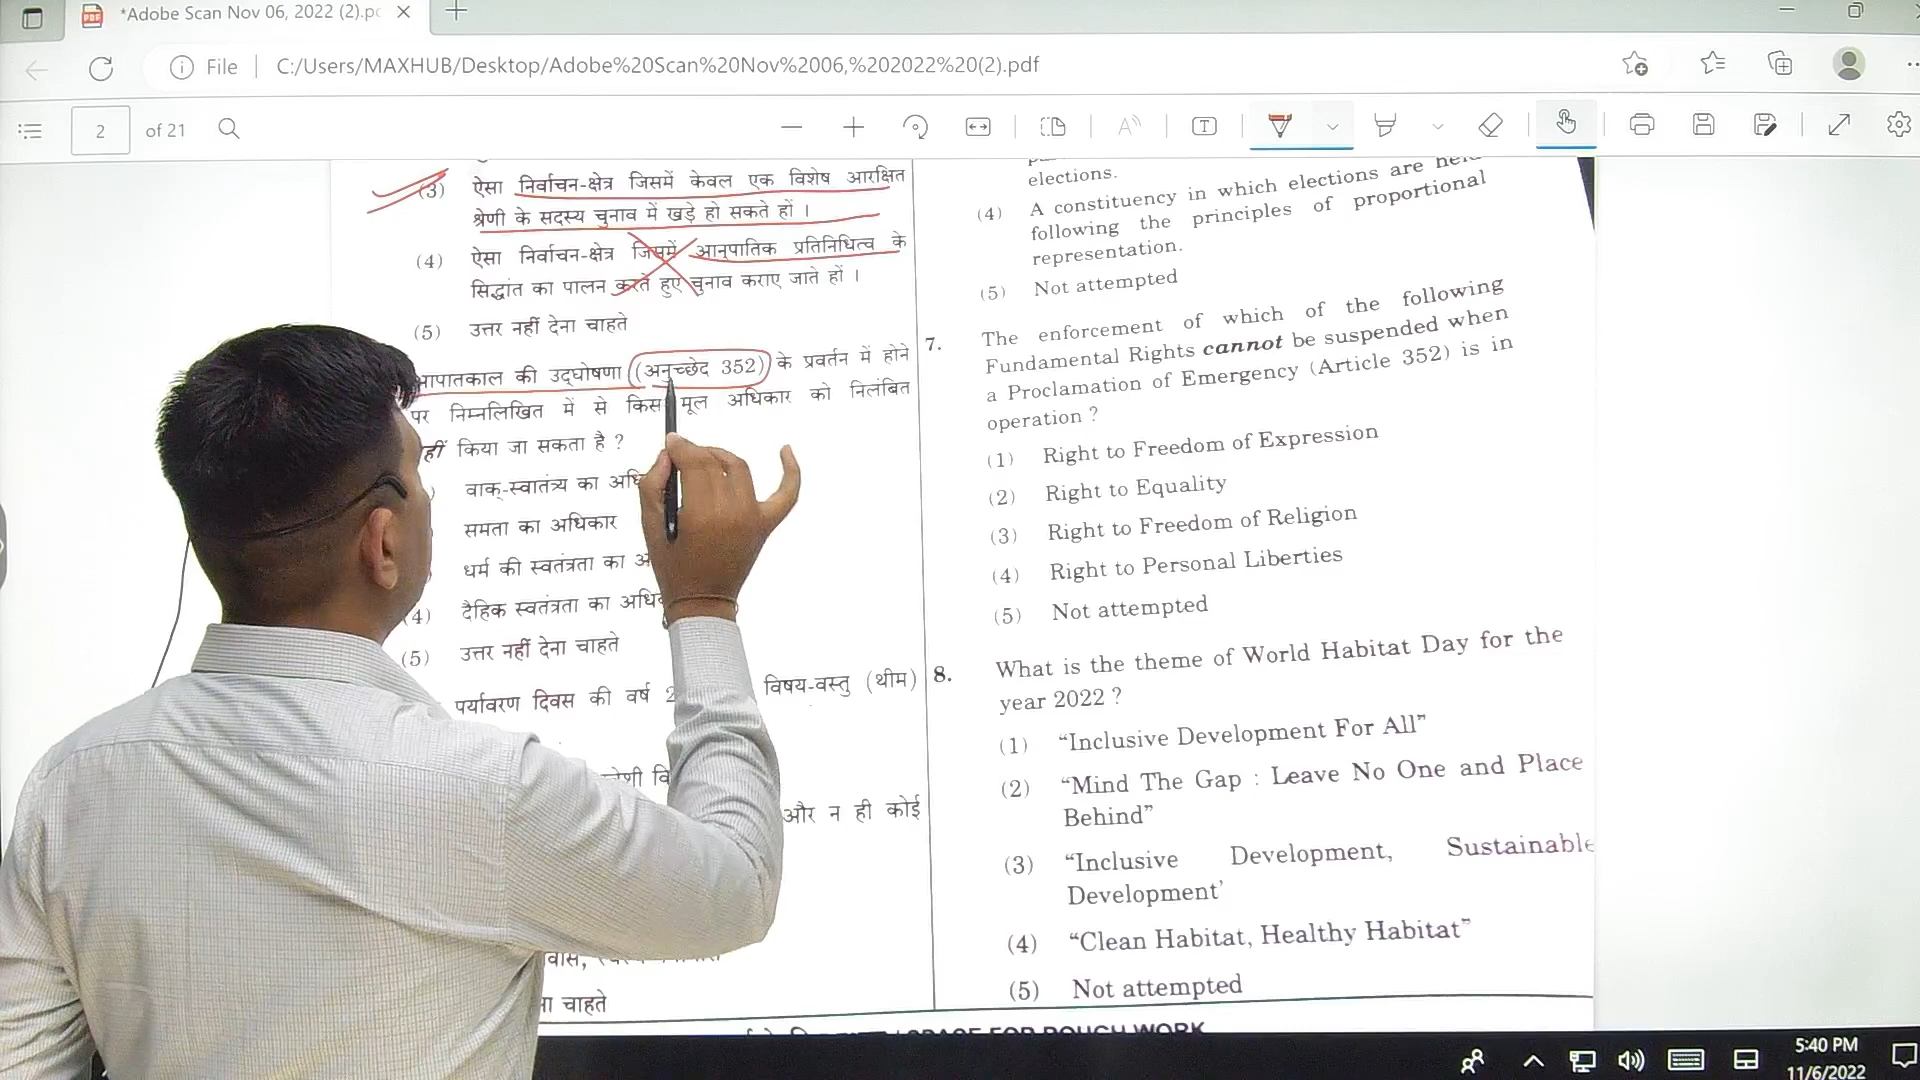 *Adobe Scan Nov 06, 2022 (2).pd
File
C:/Users/MAXHUB/Desktop/Adobe%20Scan%20Nov%2006,%202022%20(2).pdf
2 of 21
(3) ऐसा निर्वाचन-क्षेत्र जिसमें केवल एक विशेष आरक्षित
श्रेणी के सदस्य चुनाव में खड़े हो सकते हों ।
(4) ऐसा निर्वाचन-क्षेत्र जिसमें आनुपातिक प्रतिनिधित्व के
सिद्धांत का पालन करते हुए चुनाव कराए जाते हों ।
(5) उत्तर नहीं देना चाहते
आपातकाल की उद्घोषणा (अनुच्छेद 352) के प्रवर्तन में होने
पर निम्नलिखित में से किस मूल अधिकार को निलंबित
नहीं किया जा सकता है ?
वाक्-स्वातंत्र्य का
समता का अधिकार
धर्म की स्वतंत्रता का
(4) दैहिक स्वतंत्रता का
(5) उत्तर नहीं देना चाहते
पर्यावरण दिवस की वर्ष विषय-वस्तु (थीम)
और न ही कोई
चाहते
elections.
(4) A constituency in which elections are held
following the principles of proportional
representation.
(5) Not attempted
7. The enforcement of which of the following
Fundamental Rights cannot be suspended when
a Proclamation of Emergency (Article 352) is in
operation ?
(1) Right to Freedom of Expression
(2) Right to Equality
(3) Right to Freedom of Religion
(4) Right to Personal Liberties
(5) Not attempted
8. What is the theme of World Habitat Day for the
year 2022 ?
(1) “Inclusive Development For All”
(2) “Mind The Gap : Leave No One and Place
Behind”
(3) “Inclusive Development, Sustainable
Development’
(4) “Clean Habitat, Healthy Habitat”
(5) Not attempted
SPACE FOR ROUGH WORK
5:40 PM
11/6/2022